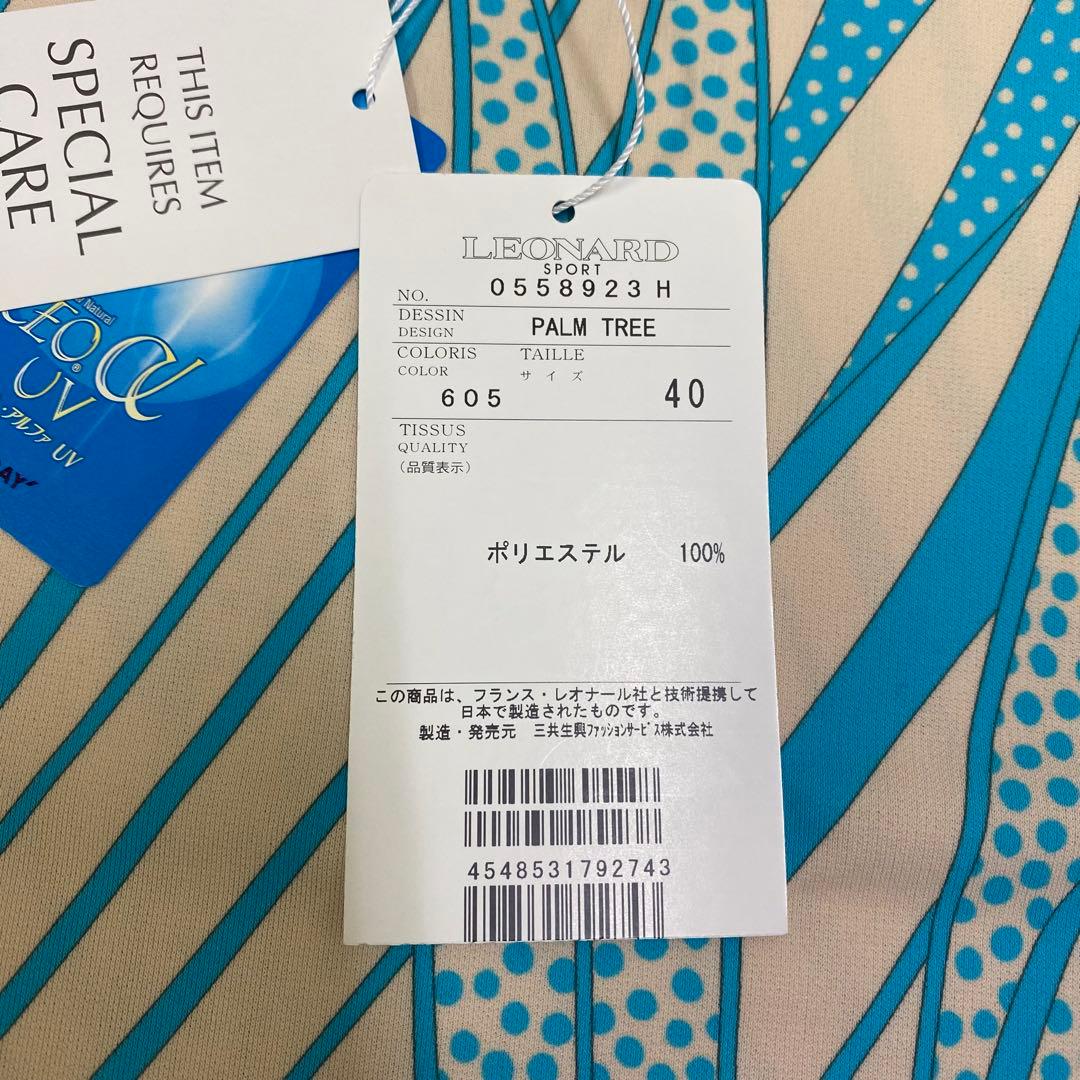 THIS ITEM
REQUIRES
SPECIAL
CARE
Natural
UV
アルファ UV
LEONARD
SPORT
NO. 0558923 H
DESSIN
DESIGN PALM TREE
COLORIS TAILLE
COLOR サイズ
605 40
TISSUS
QUALITY
(品質表示)
ポリエステル 100%
この商品は、フランス・レオナール社と技術提携して
日本で製造されたものです。
製造・発売元 三共生興ファッションサービス株式会社
4548531792743